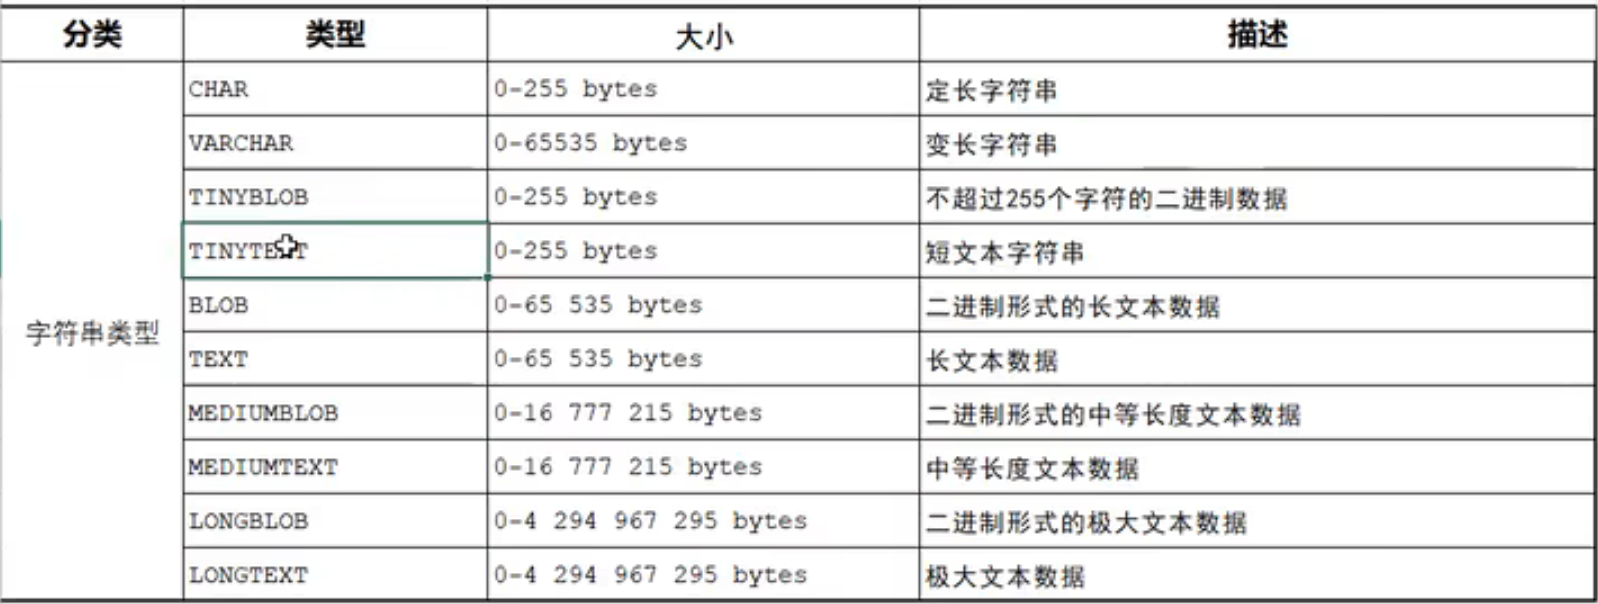 分类 类型 大小 描述
CHAR 0-255 bytes 定长字符串
VARCHAR 0-65535 bytes 变长字符串
TINYBLOB 0-255 bytes 不超过255个字符的二进制数据
TINYTEXT 0-255 bytes 短文本字符串
BLOB 0-65 535 bytes 二进制形式的长文本数据
字符串类型
TEXT 0-65 535 bytes 长文本数据
MEDIUMBLOB 0-16 777 215 bytes 二进制形式的中等长度文本数据
MEDIUMTEXT 0-16 777 215 bytes 中等长度文本数据
LONGBLOB 0-4 294 967 295 bytes 二进制形式的极大文本数据
LONGTEXT 0-4 294 967 295 bytes 极大文本数据